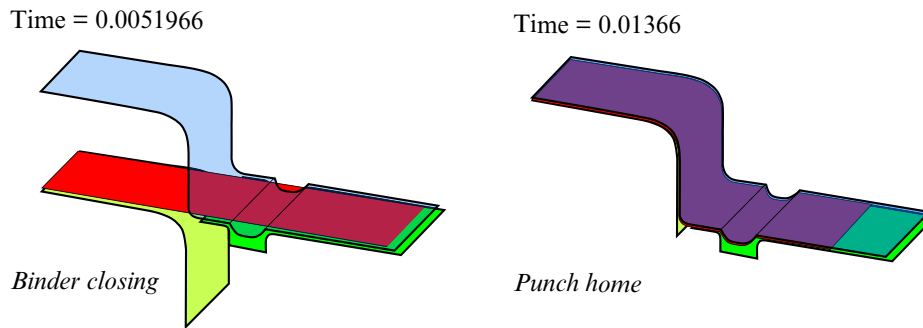 Time = 0.0051966
Time = 0.01366
Binder closing
Punch home